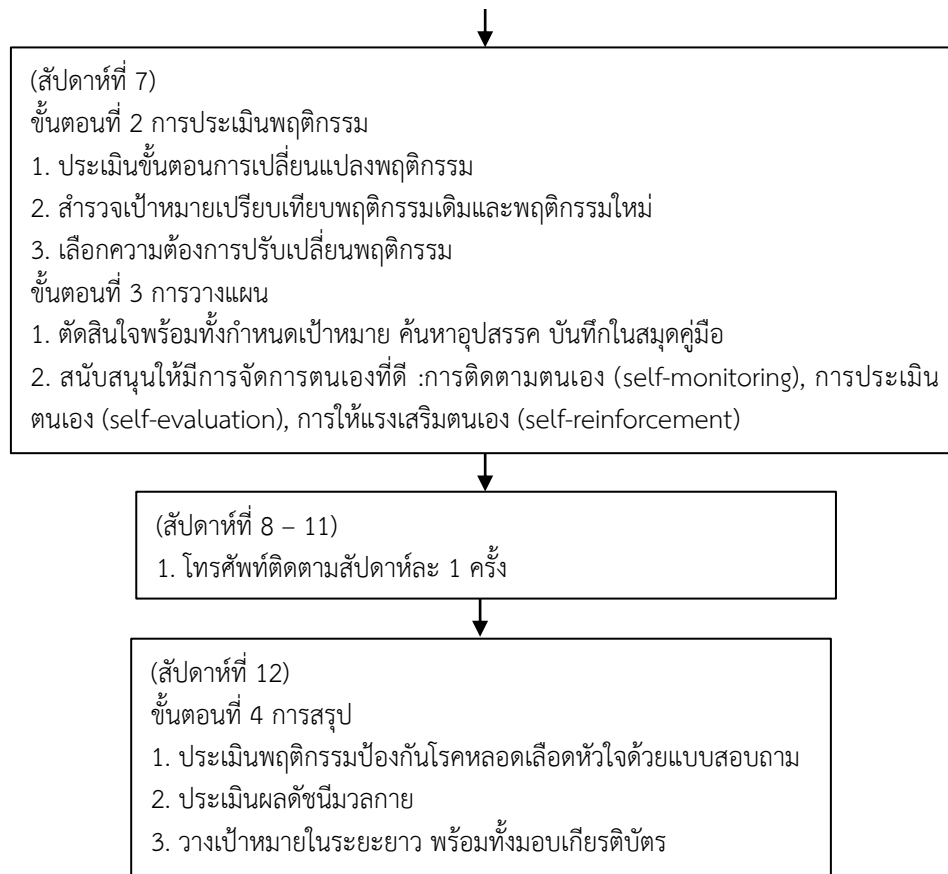 (สัปดาห์ที่ 7)
ขั้นตอนที่ 2 การประเมินพฤติกรรม
1. ประเมินขั้นตอนการเปลี่ยนแปลงพฤติกรรม
2. สำรวจเป้าหมายเปรียบเทียบพฤติกรรมเดิมและพฤติกรรมใหม่
3. เลือกความต้องการปรับเปลี่ยนพฤติกรรม
ขั้นตอนที่ 3 การวางแผน
1. ตัดสินใจพร้อมทั้งกำหนดเป้าหมาย ค้นหาอุปสรรค บันทึกในสมุดคู่มือ
2. สนับสนุนให้มีการจัดการตนเองที่ดี :การติดตามตนเอง (self-monitoring), การประเมิน
ตนเอง (self-evaluation), การให้แรงเสริมตนเอง (self-reinforcement)
(สัปดาห์ที่ 8 – 11)
1. โทรศัพท์ติดตามสัปดาห์ละ 1 ครั้ง
(สัปดาห์ที่ 12)
ขั้นตอนที่ 4 การสรุป
1. ประเมินพฤติกรรมป้องกันโรคหลอดเลือดหัวใจด้วยแบบสอบถาม
2. ประเมินผลดัชนีมวลกาย
3. วางเป้าหมายในระยะยาว พร้อมทั้งมอบเกียรติบัตร